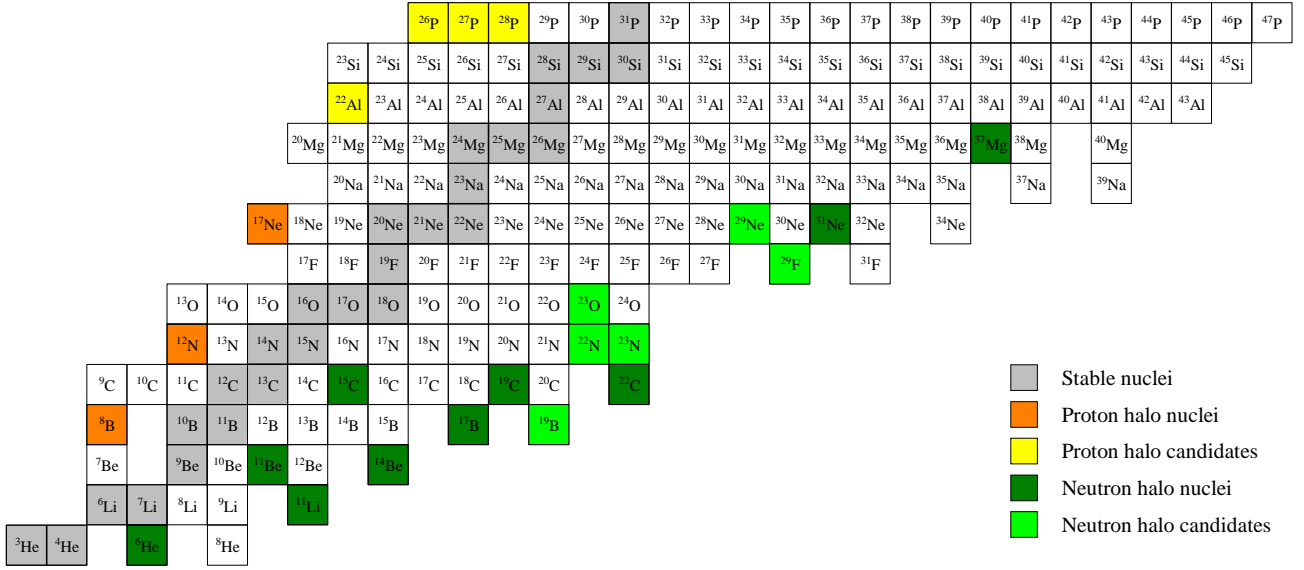 ²⁶P ²⁷P ²⁸P ²⁹P ³⁰P ³¹P ³²P ³³P ³⁴P ³⁵P ³⁶P ³⁷P ³⁸P ³⁹P ⁴⁰P ⁴¹P ⁴²P ⁴³P ⁴⁴P ⁴⁵P ⁴⁶P ⁴⁷P
²³Si ²⁴Si ²⁵Si ²⁶Si ²⁷Si ²⁸Si ²⁹Si ³⁰Si ³¹Si ³²Si ³³Si ³⁴Si ³⁵Si ³⁶Si ³⁷Si ³⁸Si ³⁹Si ⁴⁰Si ⁴¹Si ⁴²Si ⁴³Si ⁴⁴Si ⁴⁵Si
²²Al ²³Al ²⁴Al ²⁵Al ²⁶Al ²⁷Al ²⁸Al ²⁹Al ³⁰Al ³¹Al ³²Al ³³Al ³⁴Al ³⁵Al ³⁶Al ³⁷Al ³⁸Al ³⁹Al ⁴⁰Al ⁴¹Al ⁴²Al ⁴³Al
²⁰Mg ²¹Mg ²²Mg ²³Mg ²⁴Mg ²⁵Mg ²⁶Mg ²⁷Mg ²⁸Mg ²⁹Mg ³⁰Mg ³¹Mg ³²Mg ³³Mg ³⁴Mg ³⁵Mg ³⁶Mg ³⁷Mg ³⁸Mg ⁴⁰Mg
²⁰Na ²¹Na ²²Na ²³Na ²⁴Na ²⁵Na ²⁶Na ²⁷Na ²⁸Na ²⁹Na ³⁰Na ³¹Na ³²Na ³³Na ³⁴Na ³⁵Na ³⁷Na ³⁹Na
¹⁷Ne ¹⁸Ne ¹⁹Ne ²⁰Ne ²¹Ne ²²Ne ²³Ne ²⁴Ne ²⁵Ne ²⁶Ne ²⁷Ne ²⁸Ne ²⁹Ne ³⁰Ne ³¹Ne ³²Ne ³⁴Ne
¹⁷F ¹⁸F ¹⁹F ²⁰F ²¹F ²²F ²³F ²⁴F ²⁵F ²⁶F ²⁷F ²⁹F ³¹F
¹³O ¹⁴O ¹⁵O ¹⁶O ¹⁷O ¹⁸O ¹⁹O ²⁰O ²¹O ²²O ²³O ²⁴O
¹²N ¹³N ¹⁴N ¹⁵N ¹⁶N ¹⁷N ¹⁸N ¹⁹N ²⁰N ²¹N ²²N ²³N
⁹C ¹⁰C ¹¹C ¹²C ¹³C ¹⁴C ¹⁵C ¹⁶C ¹⁷C ¹⁸C ¹⁹C ²⁰C ²²C
⁸B ¹⁰B ¹¹B ¹²B ¹³B ¹⁴B ¹⁵B ¹⁷B ¹⁹B
⁷Be ⁹Be ¹⁰Be ¹¹Be ¹²Be ¹⁴Be
⁶Li ⁷Li ⁸Li ⁹Li ¹¹Li
³He ⁴He ⁶He ⁸He
Stable nuclei
Proton halo nuclei
Proton halo candidates
Neutron halo nuclei
Neutron halo candidates